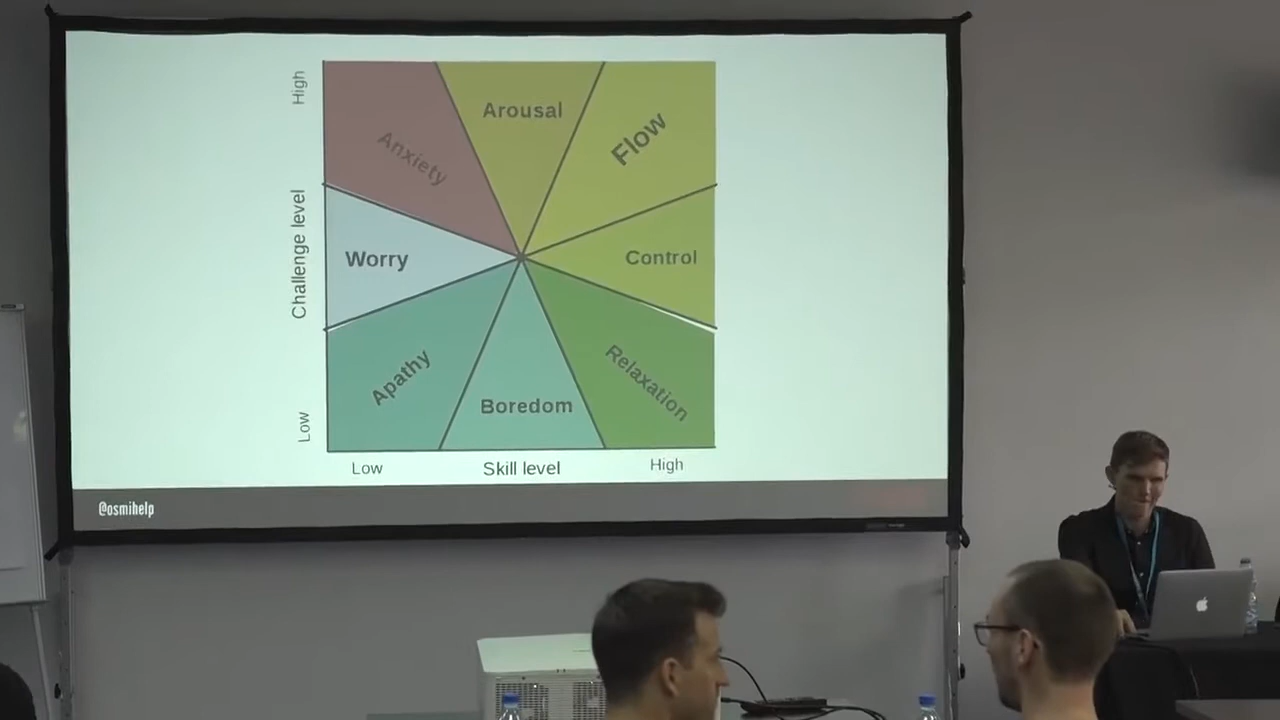 High
Arousal
Flow
Anxiety
Challenge level
Worry
Control
Apathy
Relaxation
Boredom
Low
Low
Skill level
High
@osmihelp